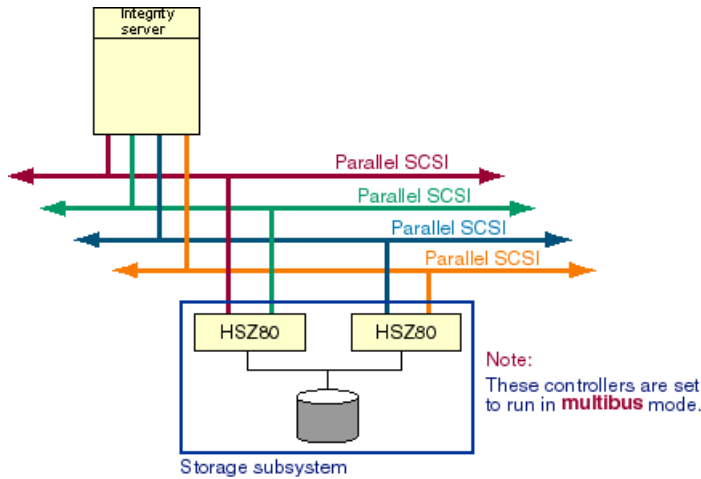 Integrity
server
Parallel SCSI
Parallel SCSI
Parallel SCSI
Parallel SCSI
HSZ80
HSZ80
Note:
These controllers are set
to run in multibus mode.
Storage subsystem